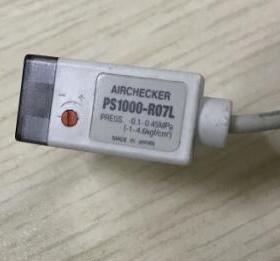 AIRCHECKER
PS1000-R07L
PRESS. -0.1~0.45MPa
(-1~4.6kgf/cm²)
MADE IN JAPAN